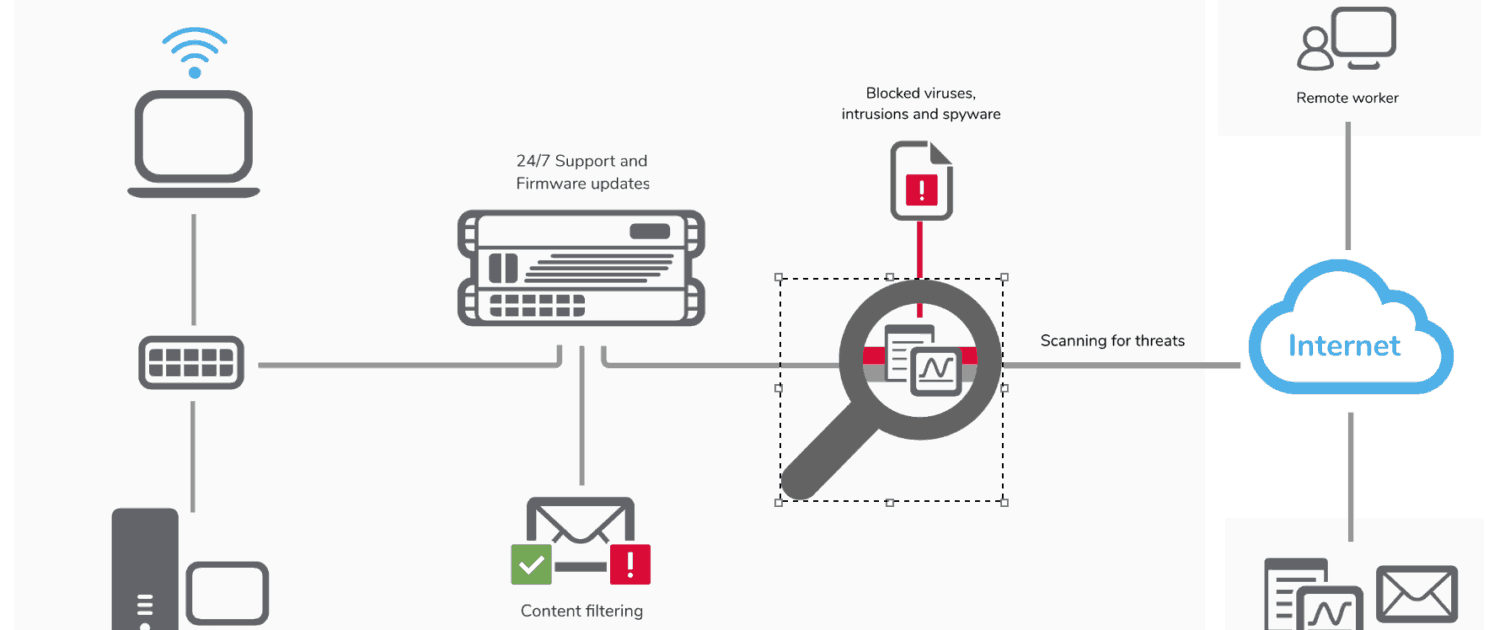 Blocked viruses,
intrusions and spyware
Remote worker
24/7 Support and
Firmware updates
Scanning for threats
Internet
Content filtering